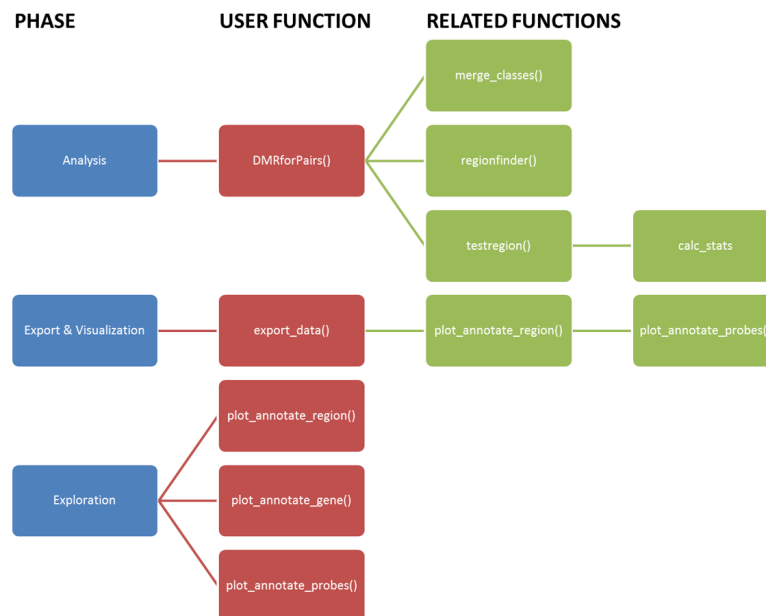 PHASE USER FUNCTION RELATED FUNCTIONS
merge_classes()
Analysis DMRforPairs() regionfinder()
testregion() calc_stats
Export & Visualization export_data() plot_annotate_region() plot_annotate_probes()
plot_annotate_region()
Exploration plot_annotate_gene()
plot_annotate_probes()